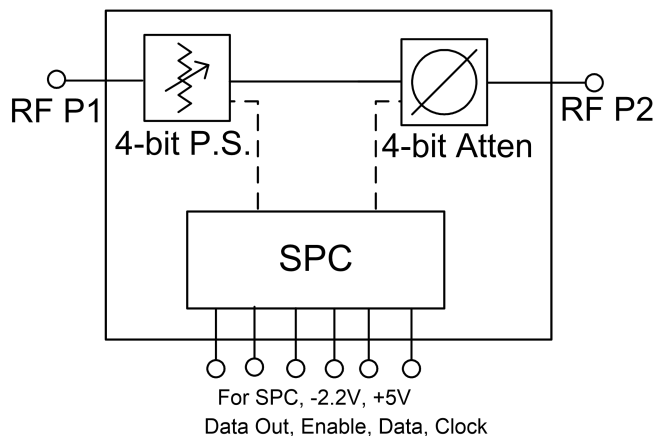 RF P1
4-bit P.S.
4-bit Atten
RF P2
SPC
For SPC, -2.2V, +5V
Data Out, Enable, Data, Clock